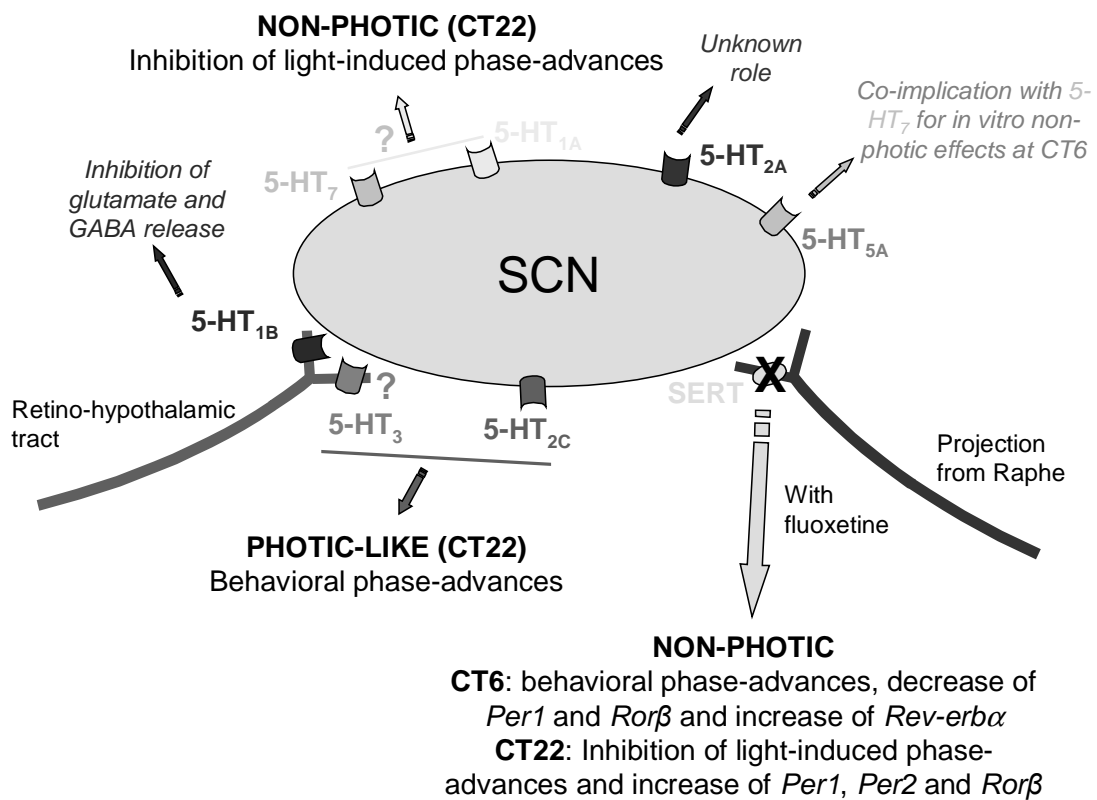 NON-PHOTIC (CT22)
Inhibition of light-induced phase-advances
Unknown
role
Co-implication with 5-
HT7 for in vitro non-
photic effects at CT6
?
5-HT1A
5-HT2A
5-HT7
Inhibition of
glutamate and
GABA release
5-HT5A
SCN
5-HT1B
?
SERT
X
Retino-hypothalamic
tract
5-HT3
5-HT2C
Projection
from Raphe
With
fluoxetine
PHOTIC-LIKE (CT22)
Behavioral phase-advances
NON-PHOTIC
CT6: behavioral phase-advances, decrease of
Per1 and Rorβ and increase of Rev-erbα
CT22: Inhibition of light-induced phase-
advances and increase of Per1, Per2 and Rorβ